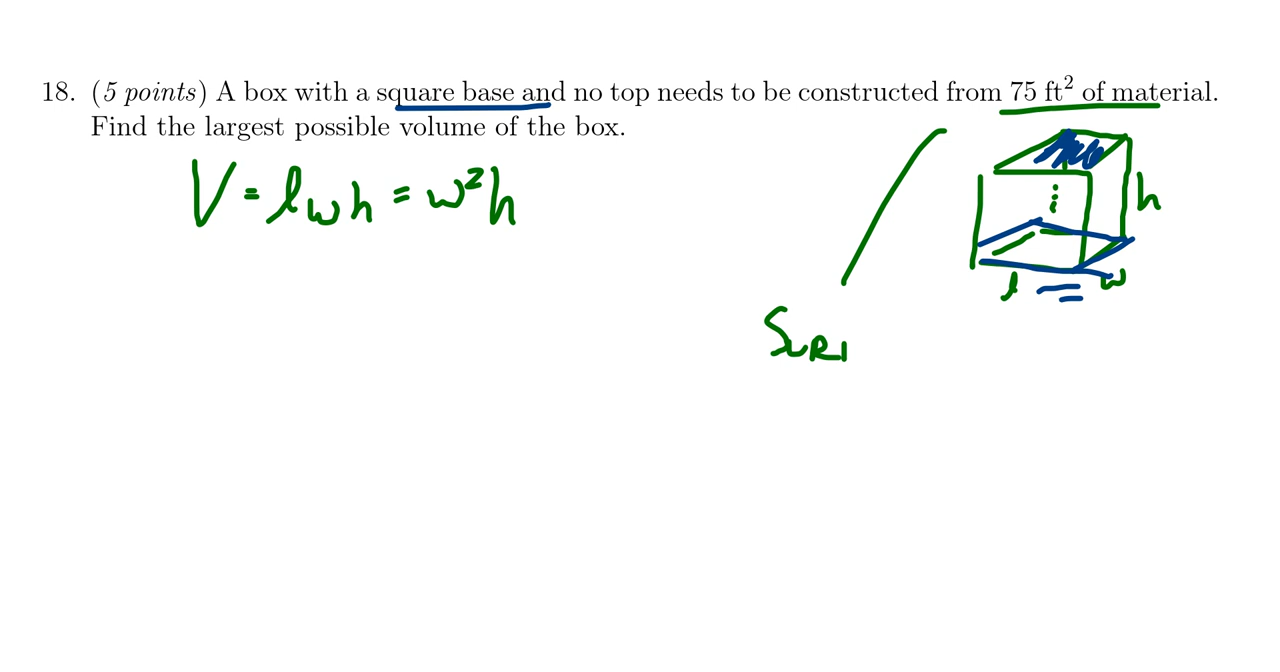 18. (5 points) A box with a square base and no top needs to be constructed from 75 ft² of material.
Find the largest possible volume of the box.
V = lwh = w²h
h
l
w
SUR